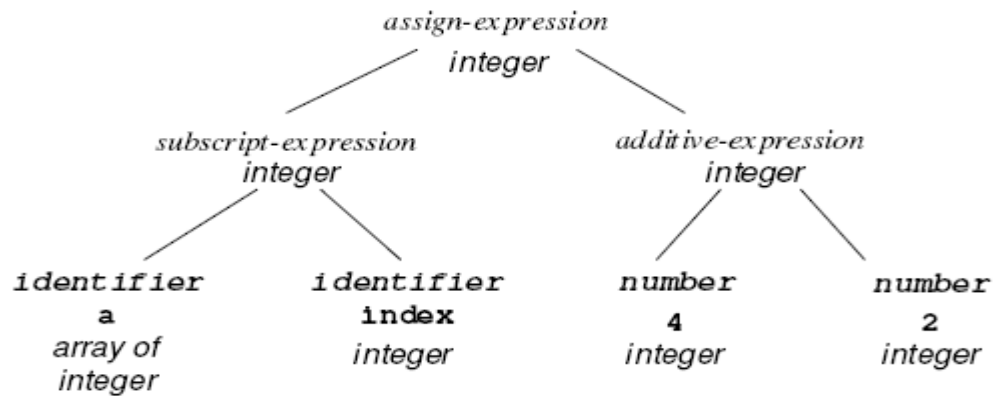 assign-expression
integer
subscript-expression
additive-expression
integer
integer
identifier
identifier
number
number
a
index
4
2
array of
integer
integer
integer
integer